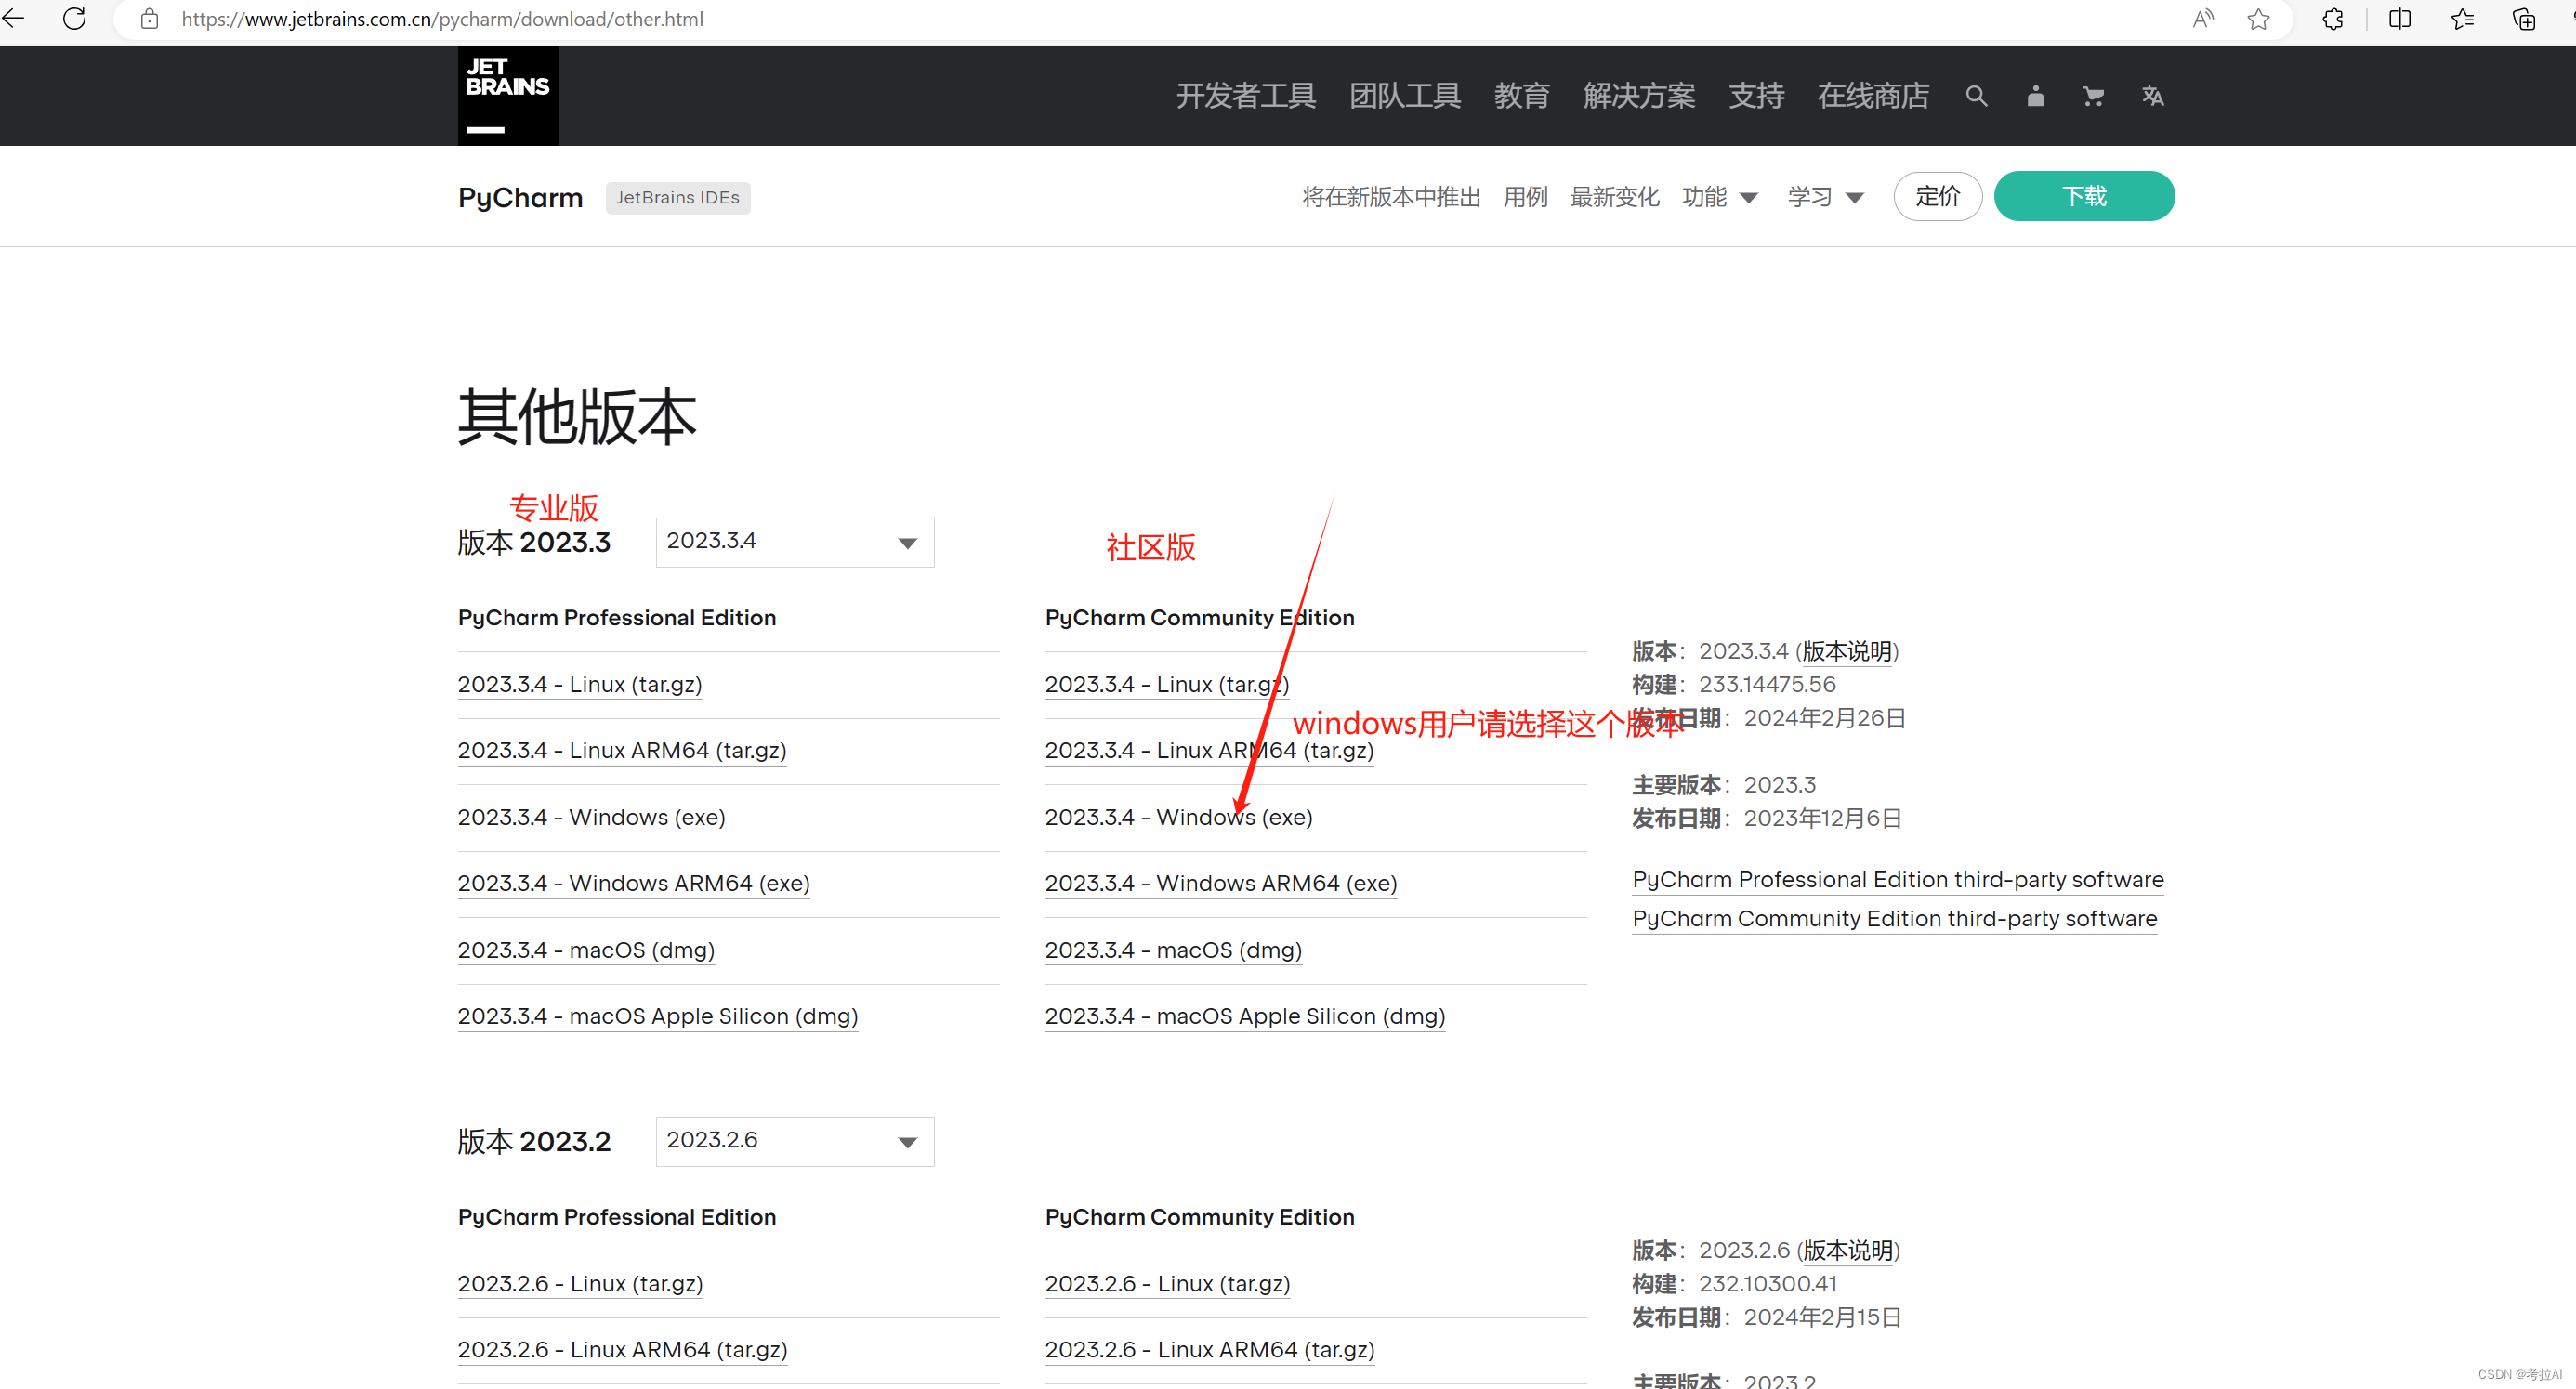 https://www.jetbrains.com.cn/pycharm/download/other.html
JET
BRAINS
开发者工具 团队工具 教育 解决方案 支持 在线商店
PyCharm JetBrains IDEs 将在新版本中推出 用例 最新变化 功能 学习 定价 下载
其他版本
专业版
版本 2023.3 2023.3.4
社区版
PyCharm Professional Edition
2023.3.4 - Linux (tar.gz)
2023.3.4 - Linux ARM64 (tar.gz)
2023.3.4 - Windows (exe)
2023.3.4 - Windows ARM64 (exe)
2023.3.4 - macOS (dmg)
2023.3.4 - macOS Apple Silicon (dmg)
PyCharm Community Edition
2023.3.4 - Linux (tar.gz)
windows用户请选择这个版本
2023.3.4 - Linux ARM64 (tar.gz)
2023.3.4 - Windows (exe)
2023.3.4 - Windows ARM64 (exe)
2023.3.4 - macOS (dmg)
2023.3.4 - macOS Apple Silicon (dmg)
版本：2023.3.4 (版本说明)
构建：233.14475.56
发布日期：2024年2月26日
主要版本：2023.3
发布日期：2023年12月6日
PyCharm Professional Edition third-party software
PyCharm Community Edition third-party software
版本 2023.2 2023.2.6
PyCharm Professional Edition
2023.2.6 - Linux (tar.gz)
2023.2.6 - Linux ARM64 (tar.gz)
PyCharm Community Edition
2023.2.6 - Linux (tar.gz)
2023.2.6 - Linux ARM64 (tar.gz)
版本：2023.2.6 (版本说明)
构建：232.10300.41
发布日期：2024年2月15日
主要版本：2023.2
CSDN @考拉AI